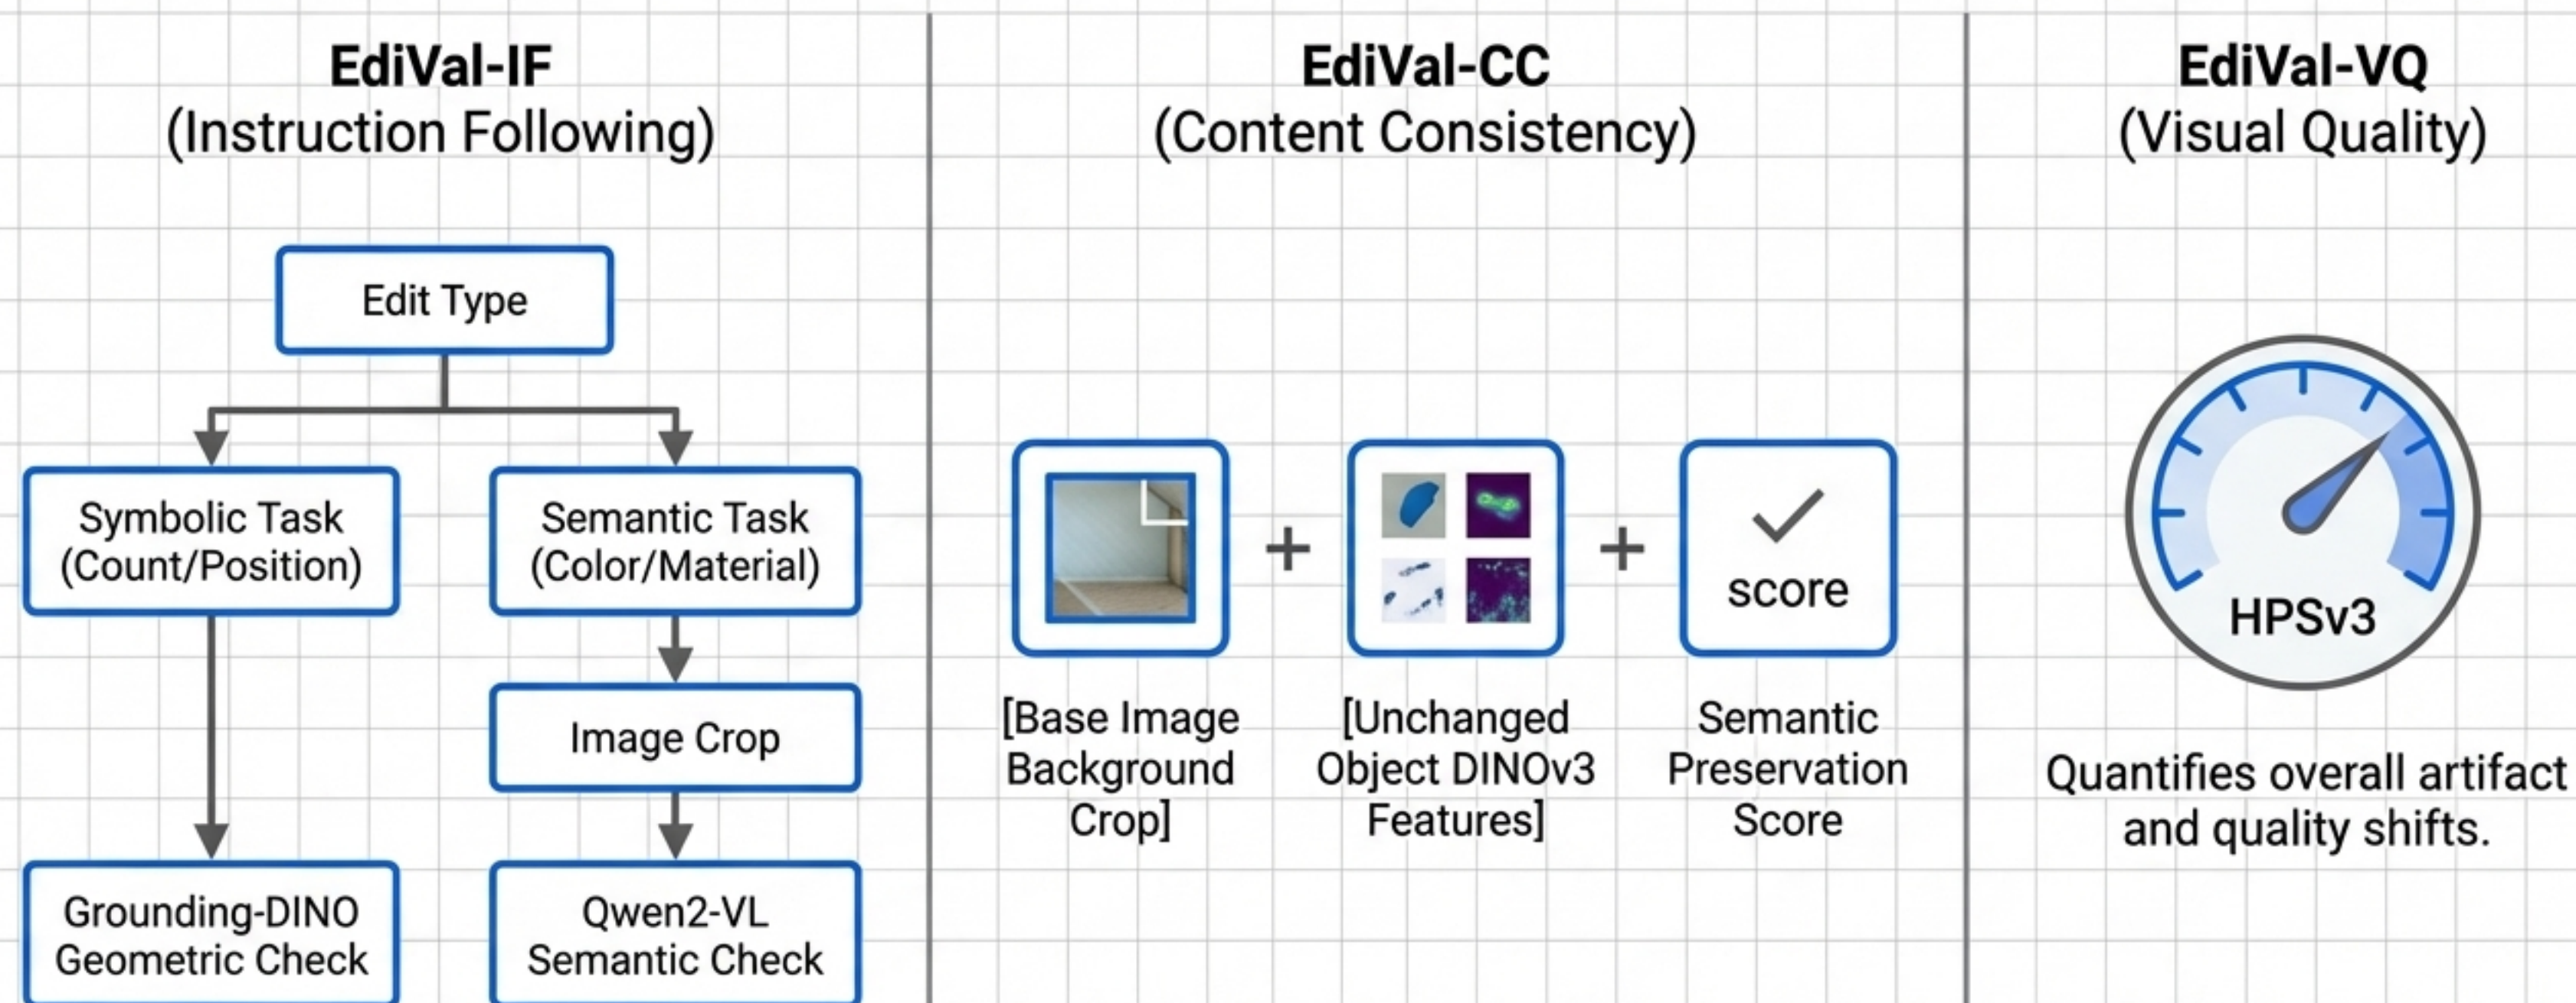 EdiVal-IF
(Instruction Following)
Edit Type
Symbolic Task
(Count/Position)
Semantic Task
(Color/Material)
Image Crop
Grounding-DINO
Geometric Check
Qwen2-VL
Semantic Check
EdiVal-CC
(Content Consistency)
+
+
score
[Base Image
Background
Crop]
[Unchanged
Object DINOv3
Features]
Semantic
Preservation
Score
EdiVal-VQ
(Visual Quality)
HPSv3
Quantifies overall artifact
and quality shifts.